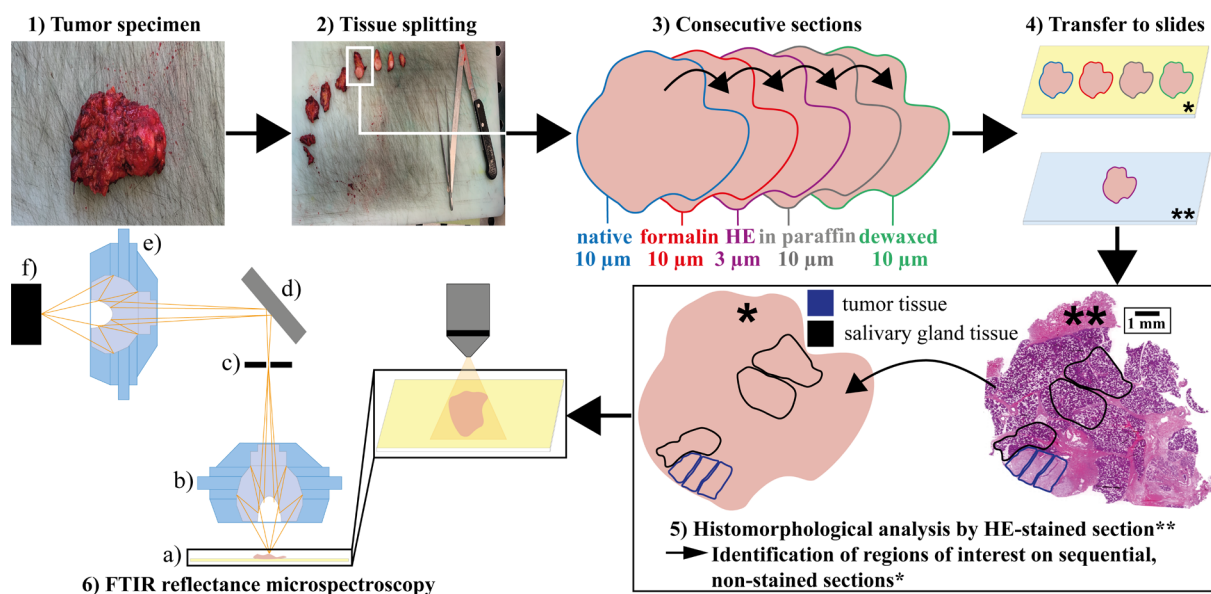 1) Tumor specimen
2) Tissue splitting
3) Consecutive sections
4) Transfer to slides
*
**
native
10 µm
formalin
10 µm
HE
3 µm
in paraffin
10 µm
dewaxed
10 µm
*
tumor tissue
salivary gland tissue
**
1 mm
5) Histomorphological analysis by HE-stained section**
Identification of regions of interest on sequential,
non-stained sections*
f)
e)
d)
c)
b)
a)
6) FTIR reflectance microspectroscopy